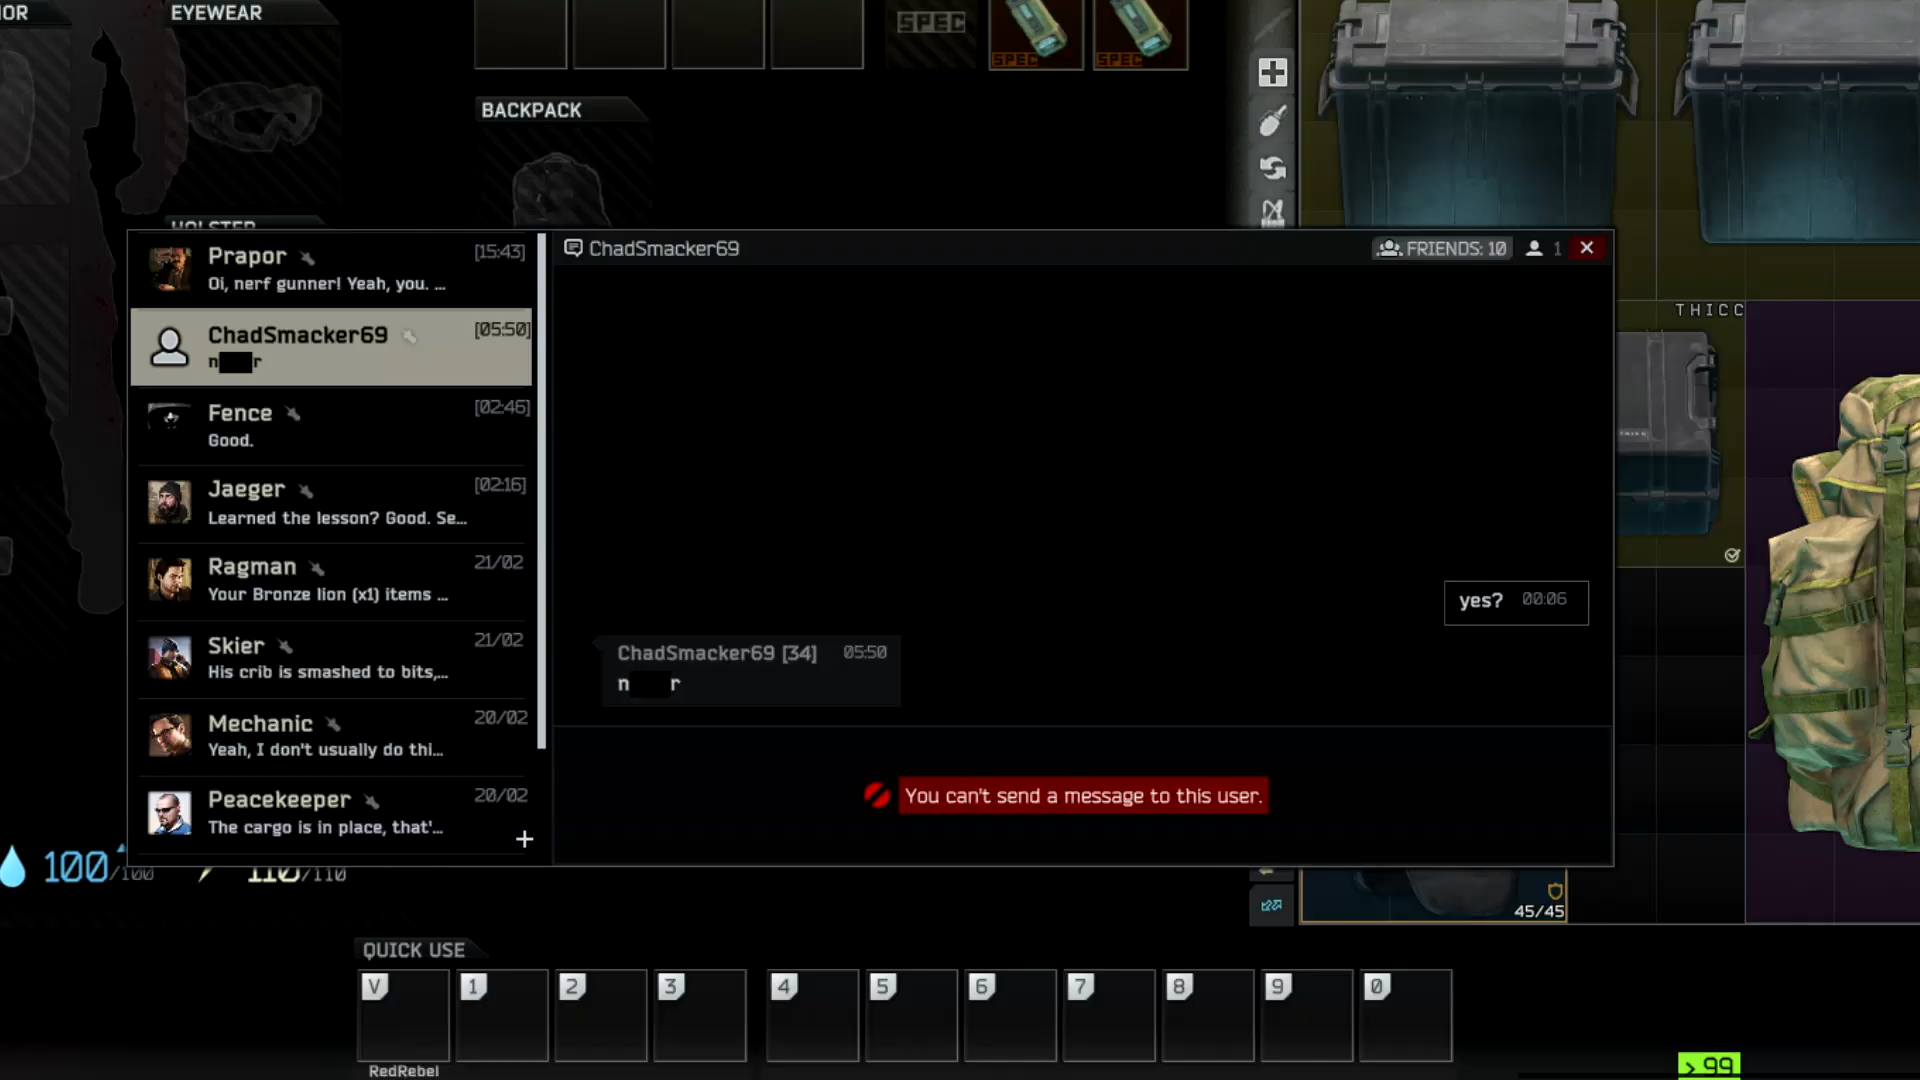 EYEWEAR
SPEC
SPEC
SPEC
BACKPACK
Prapor [15:43]
Oi, nerf gunner! Yeah, you. ...
ChadSmacker69 [05:50]
n r
Fence [02:46]
Good.
Jaeger [02:16]
Learned the lesson? Good. Se...
Ragman 21/02
Your Bronze lion (x1) items ...
Skier 21/02
His crib is smashed to bits,...
Mechanic 20/02
Yeah, I don't usually do thi...
Peacekeeper 20/02
The cargo is in place, that'...
+
ChadSmacker69
FRIENDS: 10
1
yes? 00:06
ChadSmacker69 [34] 05:50
n r
You can't send a message to this user.
THICC
100/100
110/110
45/45
QUICK USE
V 1 2 3 4 5 6 7 8 9 0
RedRebel
> 99